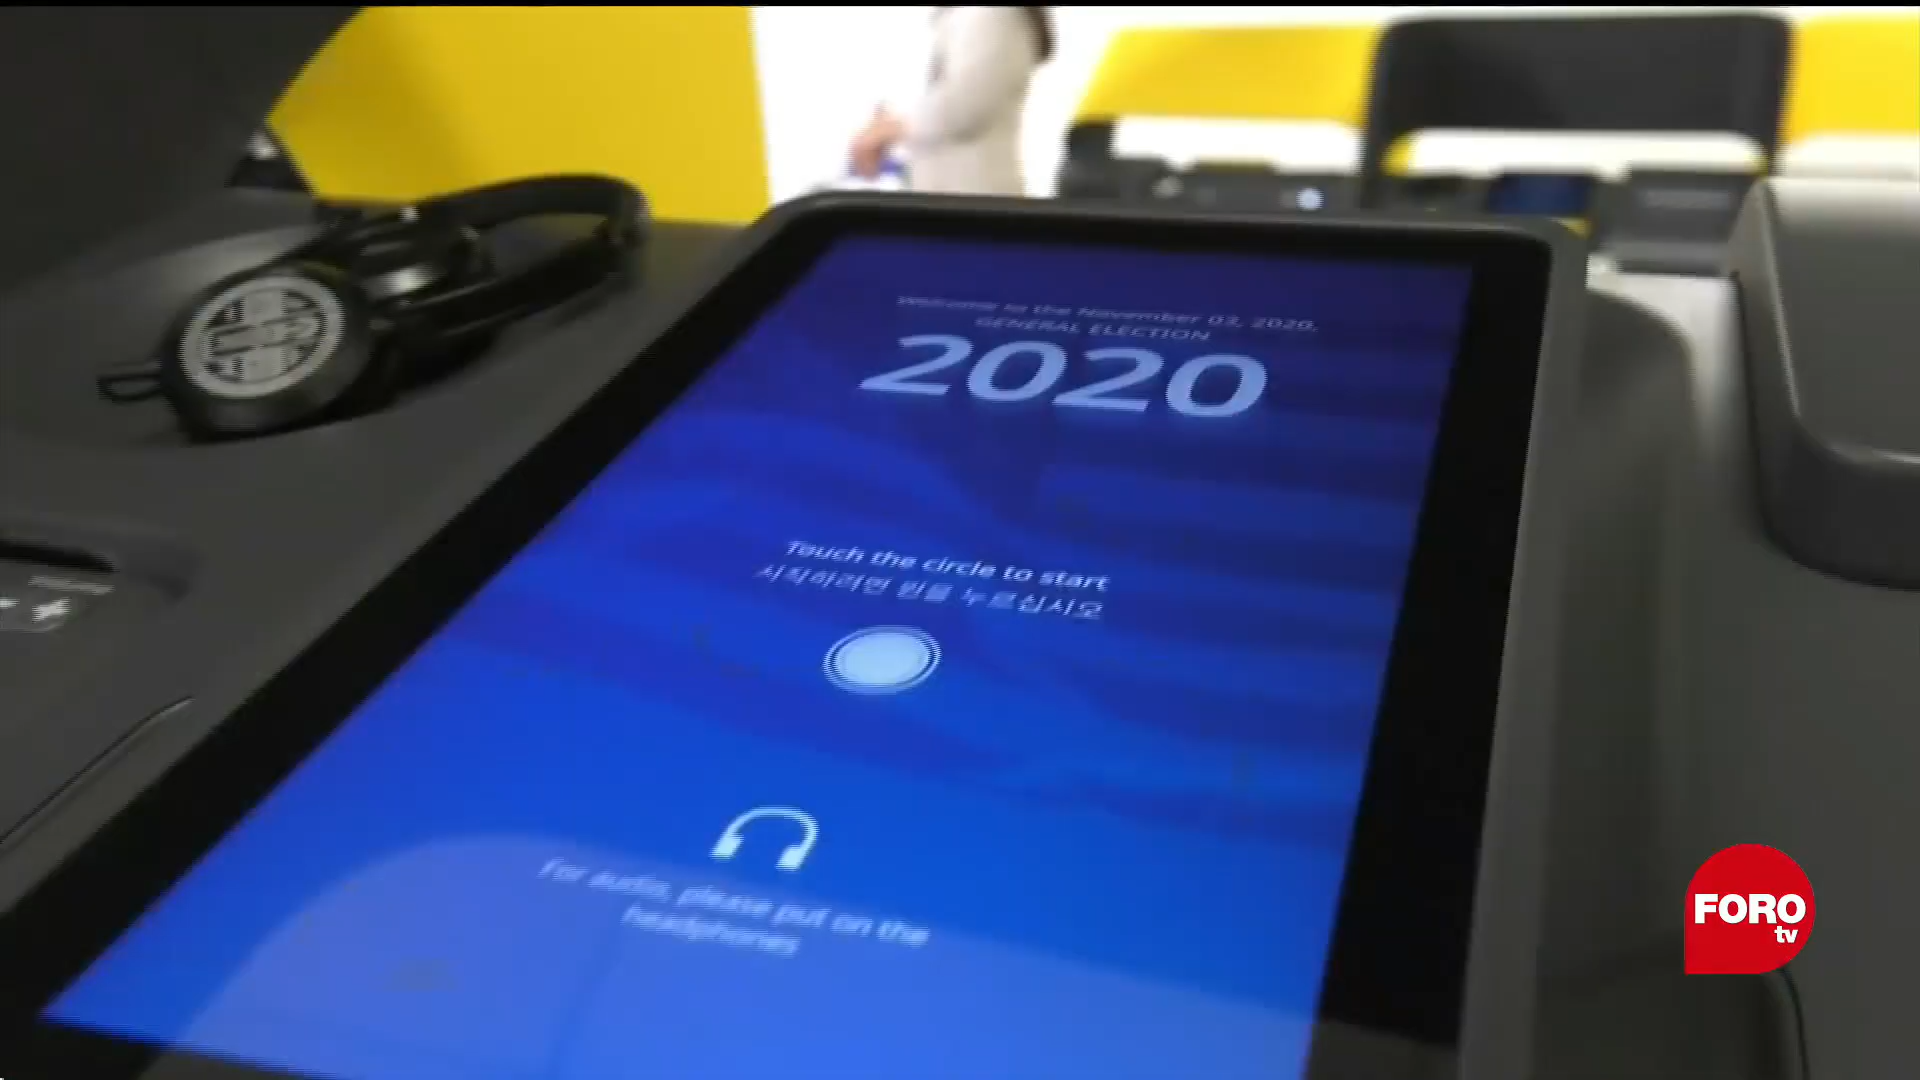 Welcome to the November 03, 2020,
GENERAL ELECTION
2020
Touch the circle to start
시작하려면 원을 누르십시오
For audio, please put on the
headphones
FORO
tv